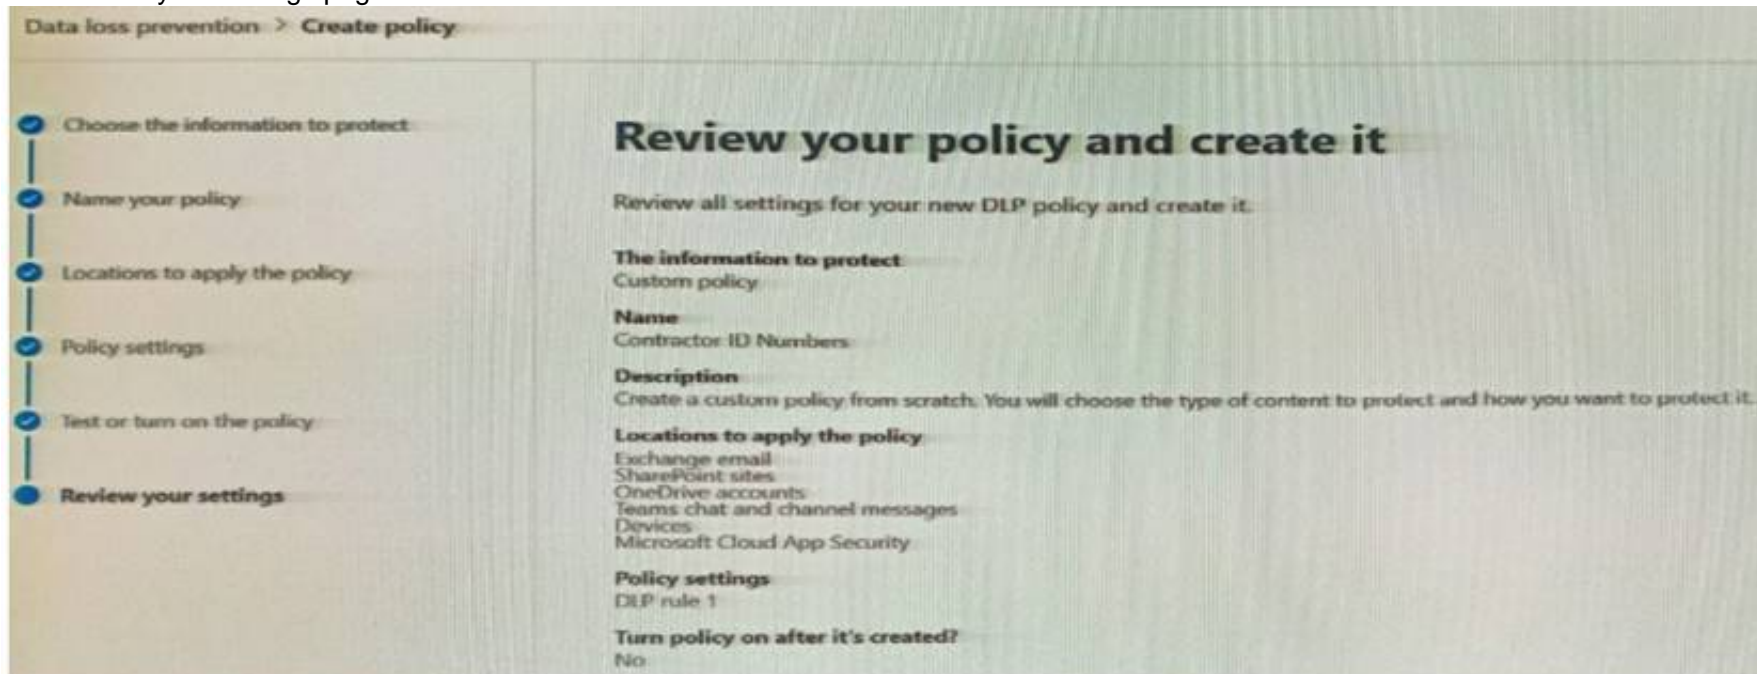 Data loss prevention > Create policy
Choose the information to protect
Name your policy
Locations to apply the policy
Policy settings
Test or turn on the policy
Review your settings
Review your policy and create it
Review all settings for your new DLP policy and create it.
The information to protect
Custom policy
Name
Contractor ID Numbers
Description
Create a custom policy from scratch. You will choose the type of content to protect and how you want to protect it.
Locations to apply the policy
Exchange email
SharePoint sites
OneDrive accounts
Teams chat and channel messages
Devices
Microsoft Cloud App Security
Policy settings
DLP rule 1
Turn policy on after it's created?
No